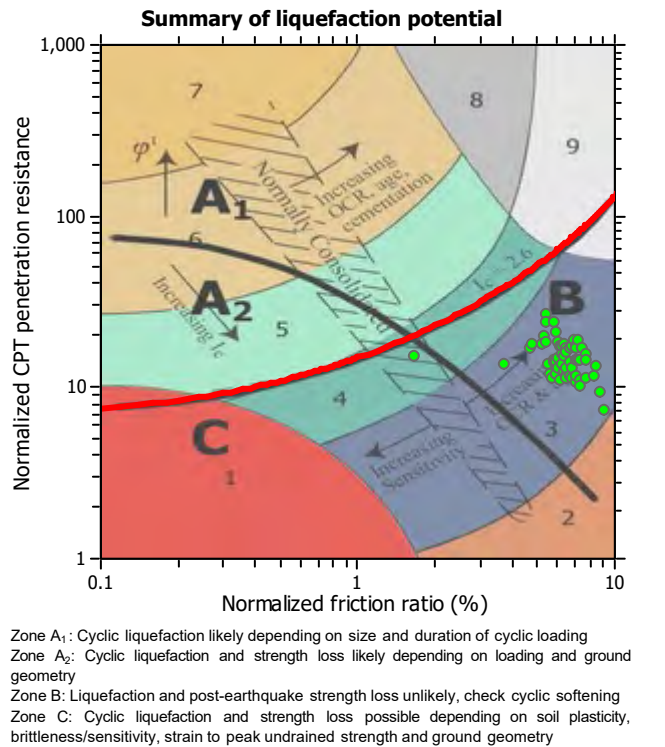 Summary of liquefaction potential
Normalized CPT penetration resistance
1,000
100
10
1
7
8
9
φ'
A1
Increasing
OCR, age,
cementation
Normally Consolidated
6
A2
Increasing Ic
5
Ic = 2.6
B
4
3
Increasing
Sensitivity
OCR &
C
1
2
0.1
1
10
Normalized friction ratio (%)
Zone A1: Cyclic liquefaction likely depending on size and duration of cyclic loading
Zone A2: Cyclic liquefaction and strength loss likely depending on loading and ground
geometry
Zone B: Liquefaction and post-earthquake strength loss unlikely, check cyclic softening
Zone C: Cyclic liquefaction and strength loss possible depending on soil plasticity,
brittleness/sensitivity, strain to peak undrained strength and ground geometry